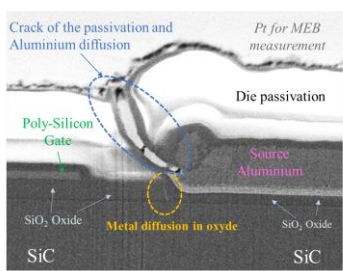 Crack of the passivation and
Aluminium diffusion
Pt for MEB
measurement
Die passivation
Poly-Silicon
Gate
Source
Aluminium
SiO₂ Oxide
Metal diffusion in oxyde
SiO₂ Oxide
SiC
SiC